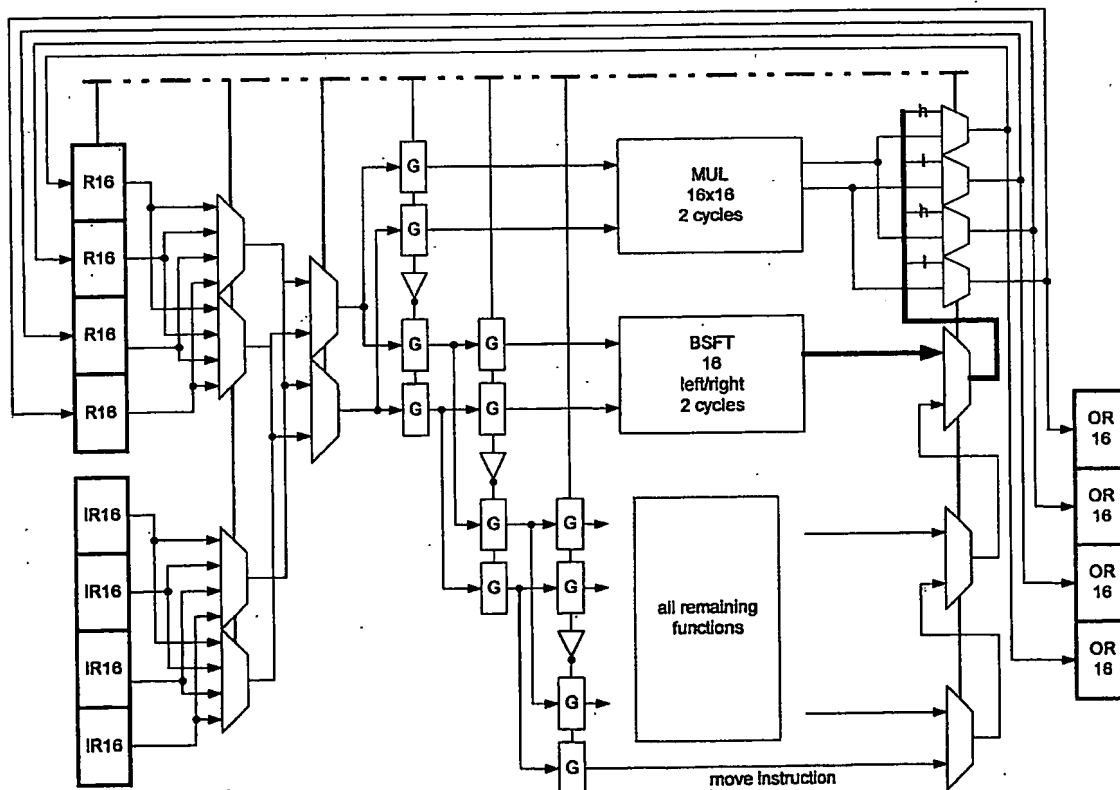 R16
R16
R16
R16
IR16
IR16
IR16
IR16
G
G
G
G
G
G
G
G
G
G
G
G
MUL
16x16
2 cycles
BSFT
16
left/right
2 cycles
all remaining
functions
move instruction
h
l
h
l
OR
16
OR
16
OR
16
OR
16